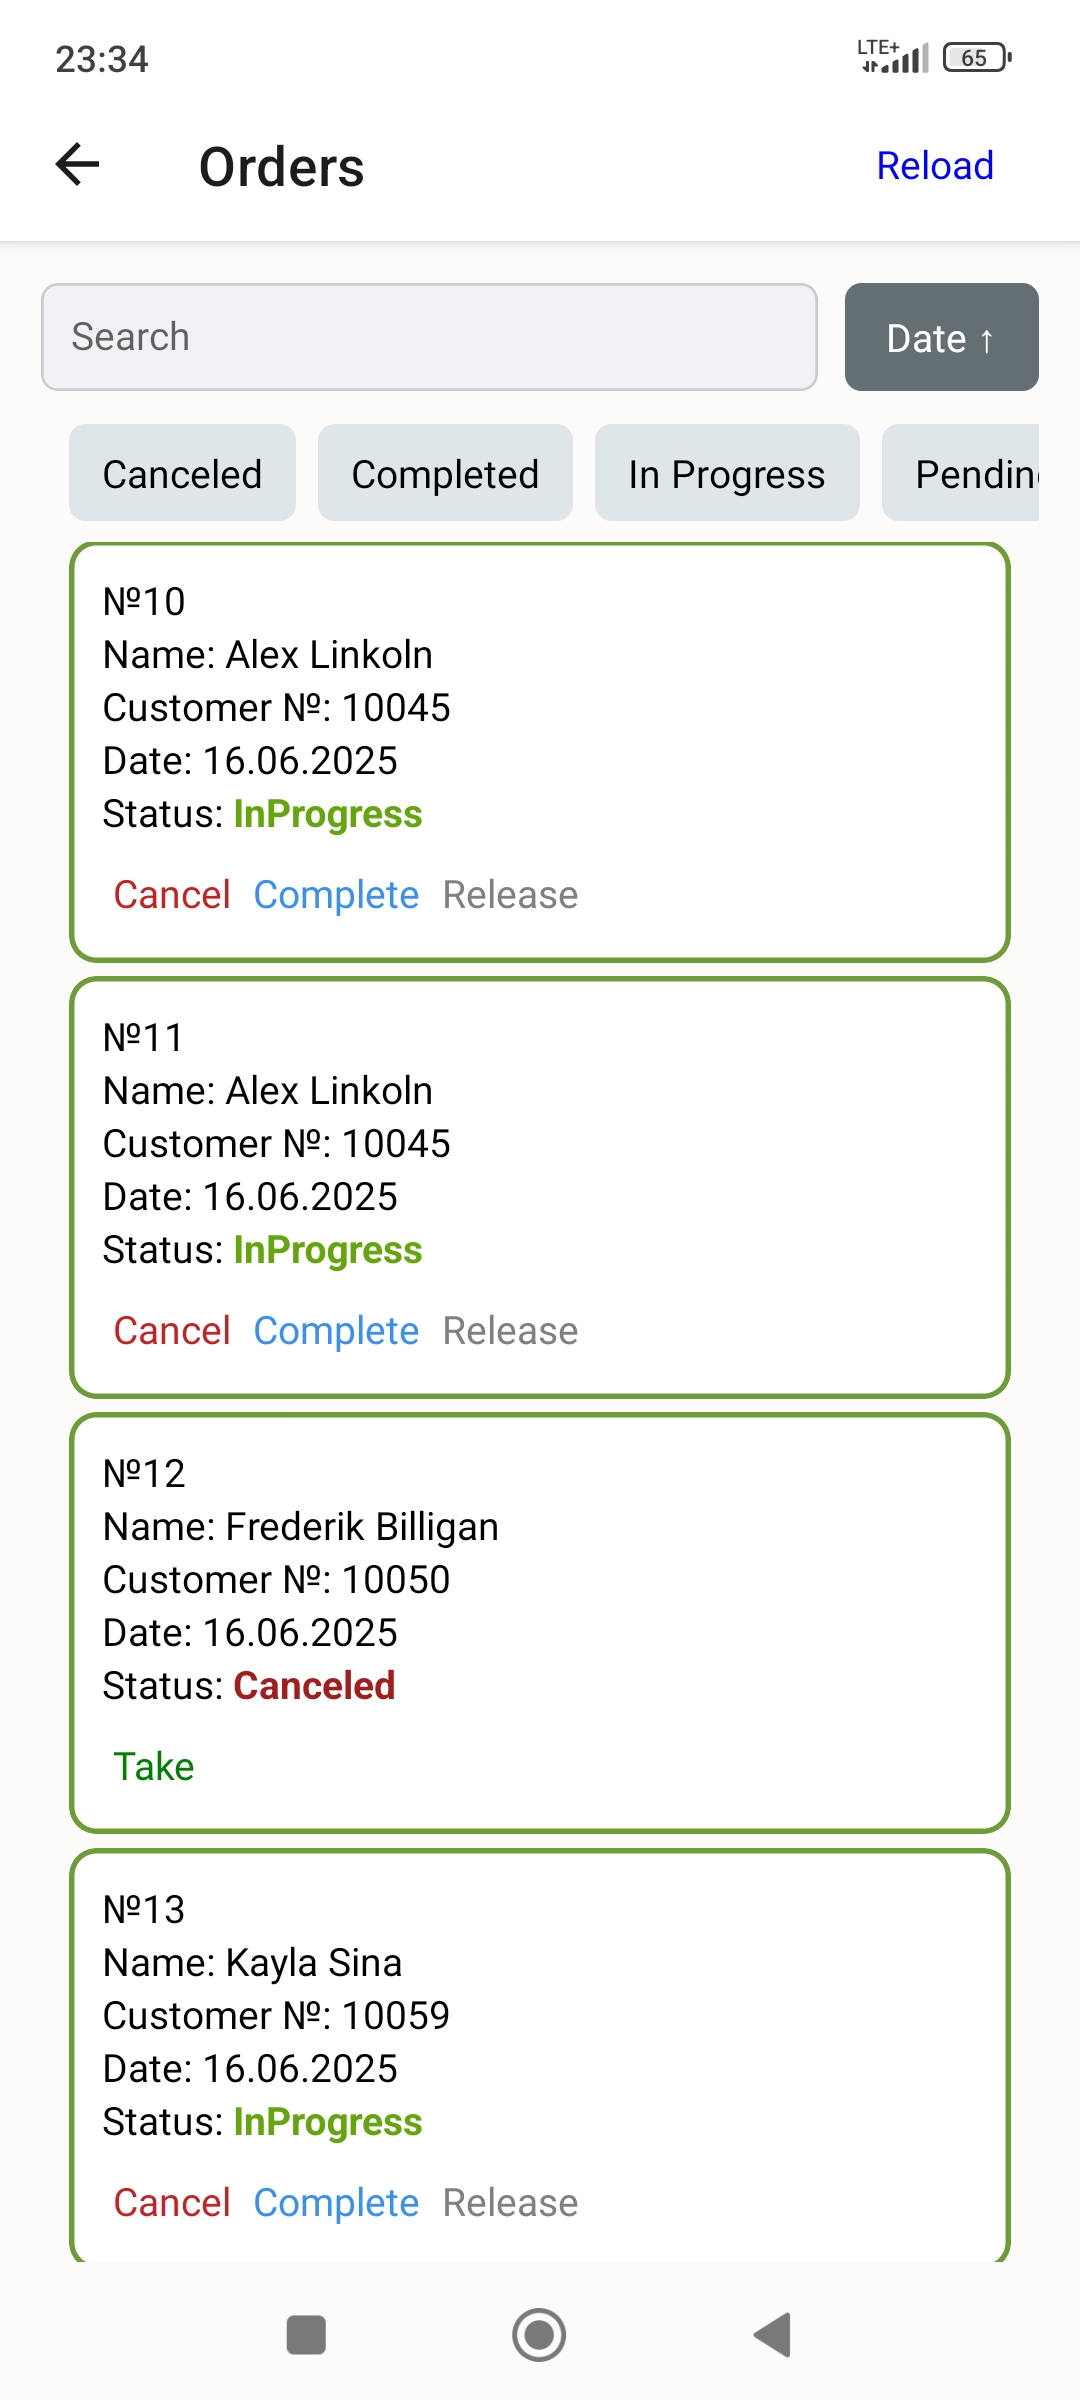 23:34 LTE+ 65
Orders Reload
Search Date ↑
Canceled Completed In Progress Pending
№10
Name: Alex Linkoln
Customer №: 10045
Date: 16.06.2025
Status: InProgress
Cancel Complete Release
№11
Name: Alex Linkoln
Customer №: 10045
Date: 16.06.2025
Status: InProgress
Cancel Complete Release
№12
Name: Frederik Billigan
Customer №: 10050
Date: 16.06.2025
Status: Canceled
Take
№13
Name: Kayla Sina
Customer №: 10059
Date: 16.06.2025
Status: InProgress
Cancel Complete Release